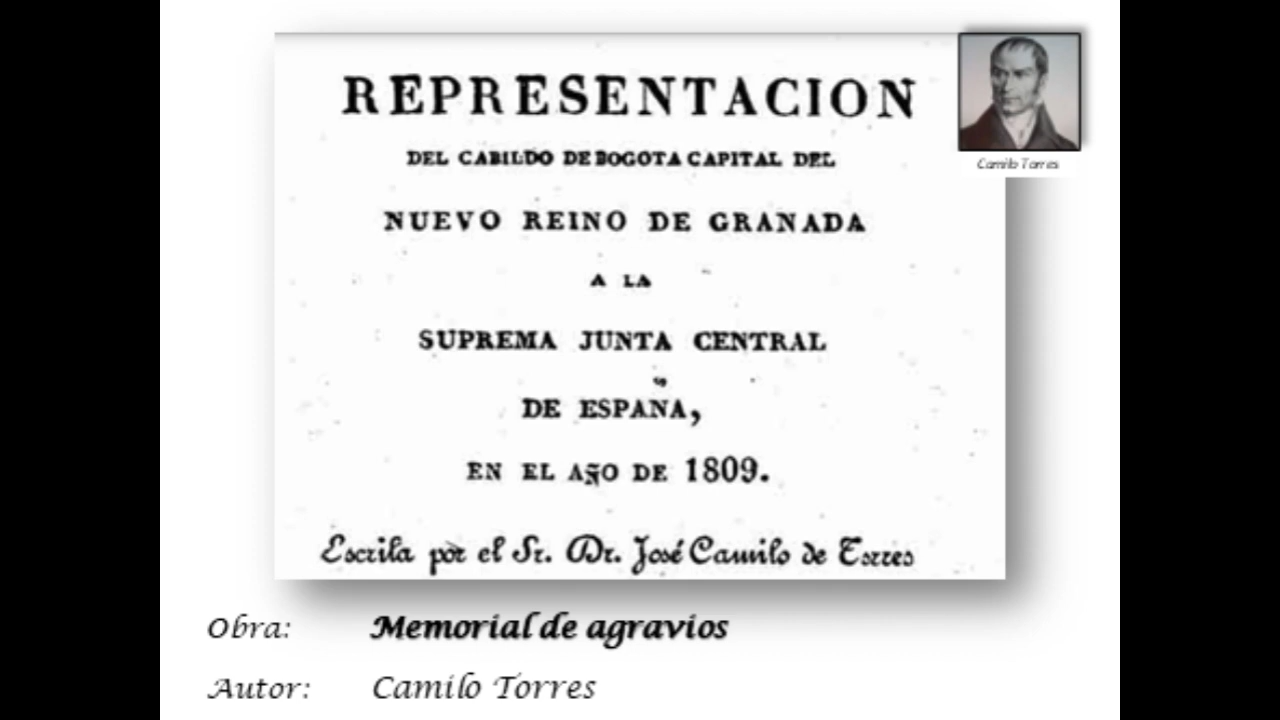 REPRESENTACION
DEL CABILDO DE BOGOTA CAPITAL DEL
NUEVO REINO DE GRANADA
A LA
SUPREMA JUNTA CENTRAL
DE ESPAÑA,
EN EL AÑO DE 1809.
Escrita por el Sr. Dr. José Camilo de Torres
Camilo Torres
Obra: Memorial de agravios
Autor: Camilo Torres